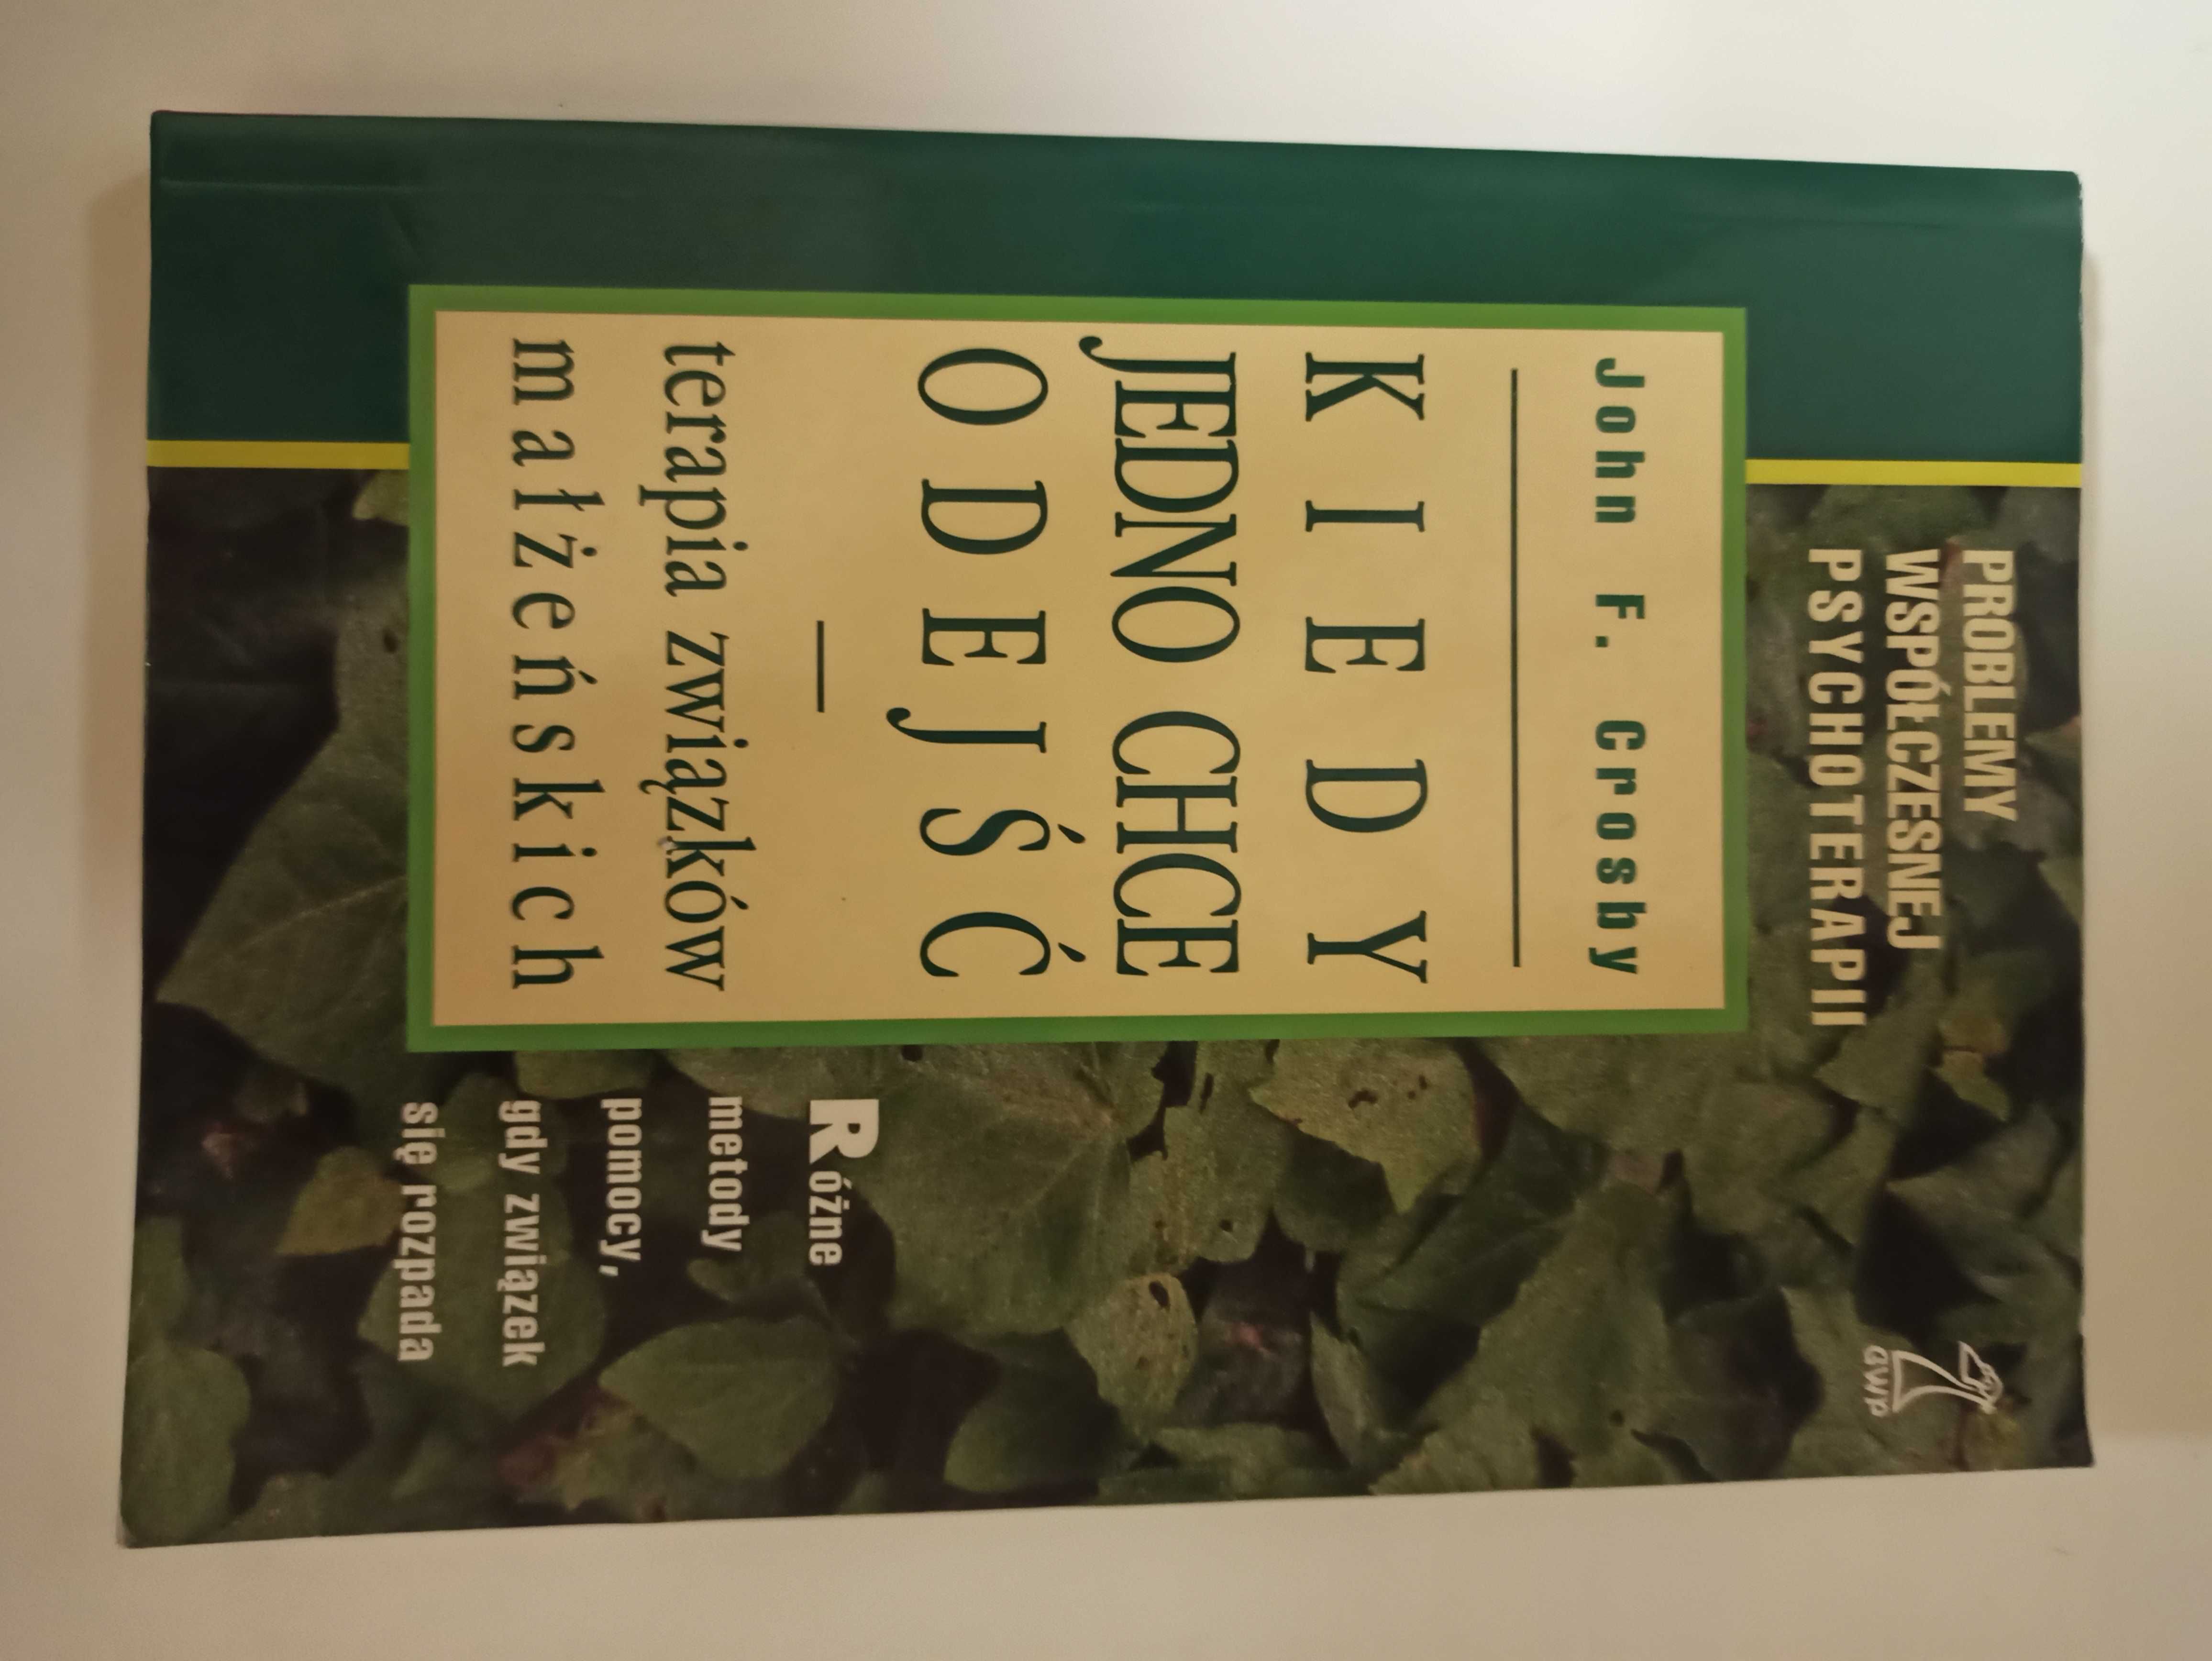 PROBLEMY
WSPÓŁCZESNEJ
PSYCHOTERAPII
GWP
John F. Crosby
KIEDY
JEDNO CHCE
ODEJŚĆ
terapia związków
małżeńskich
Różne
metody
pomocy,
gdy związek
się rozpada